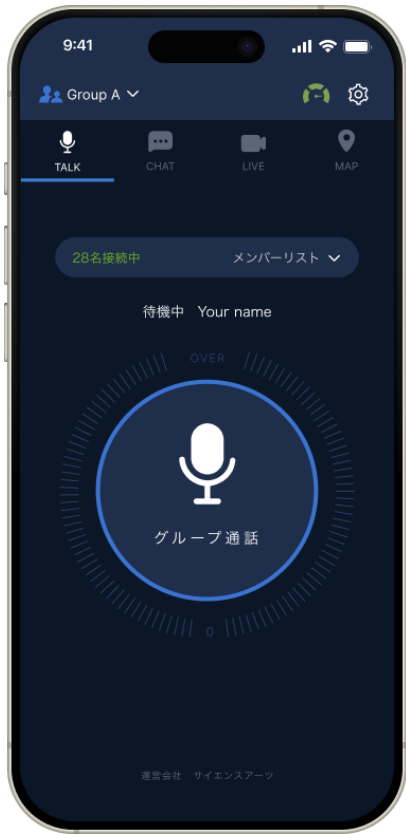 9:41
Group A
TALK CHAT LIVE MAP
28名接続中 メンバーリスト
待機中 Your name
OVER
グループ通話
0
運営会社 サイエンスアーツ